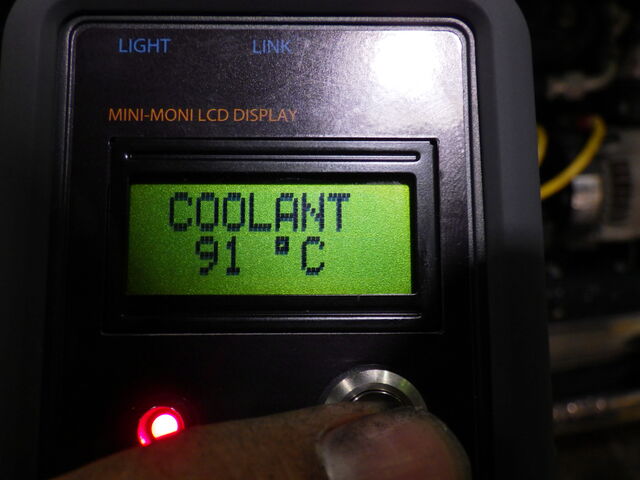 LIGHT LINK
MINI-MONI LCD DISPLAY
COOLANT
91 °C